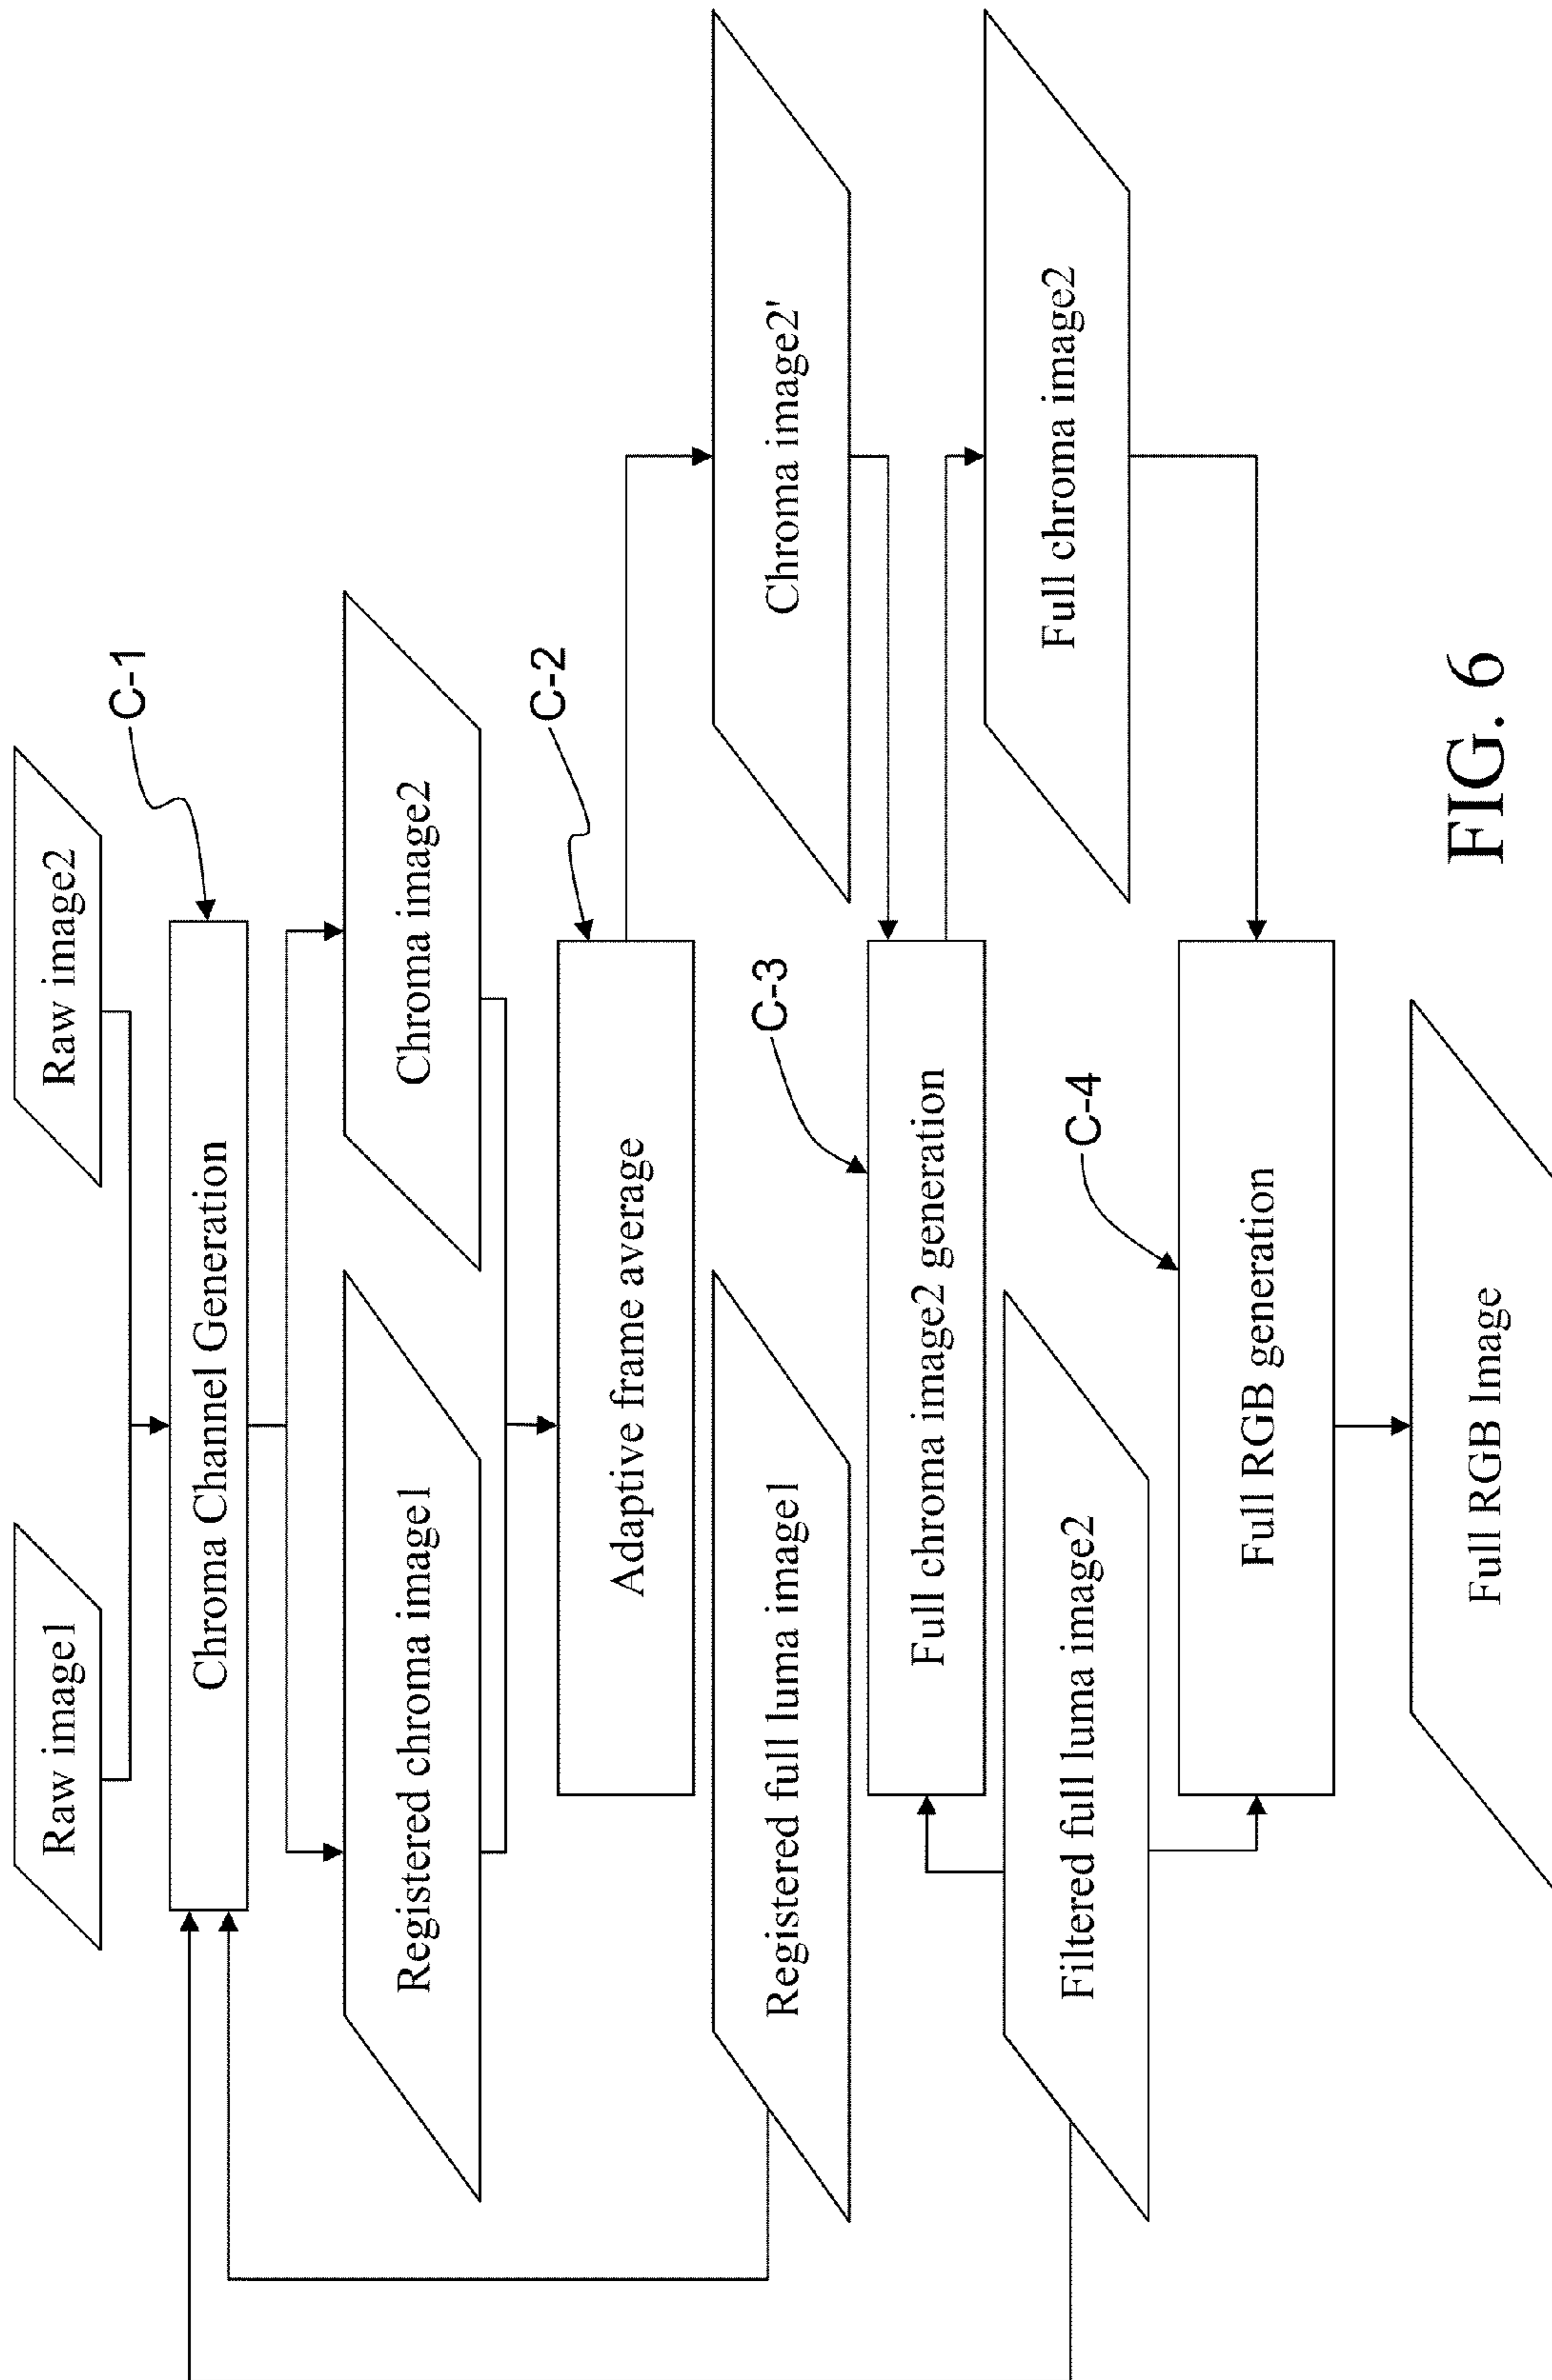 Raw image1
Raw image2
C-1
Chroma Channel Generation
Registered chroma image1
Chroma image2
C-2
Adaptive frame average
Registered full luma image1
Chroma image2'
C-3
Full chroma image2 generation
Filtered full luma image2
Full chroma image2
C-4
Full RGB generation
Full RGB Image
FIG. 6